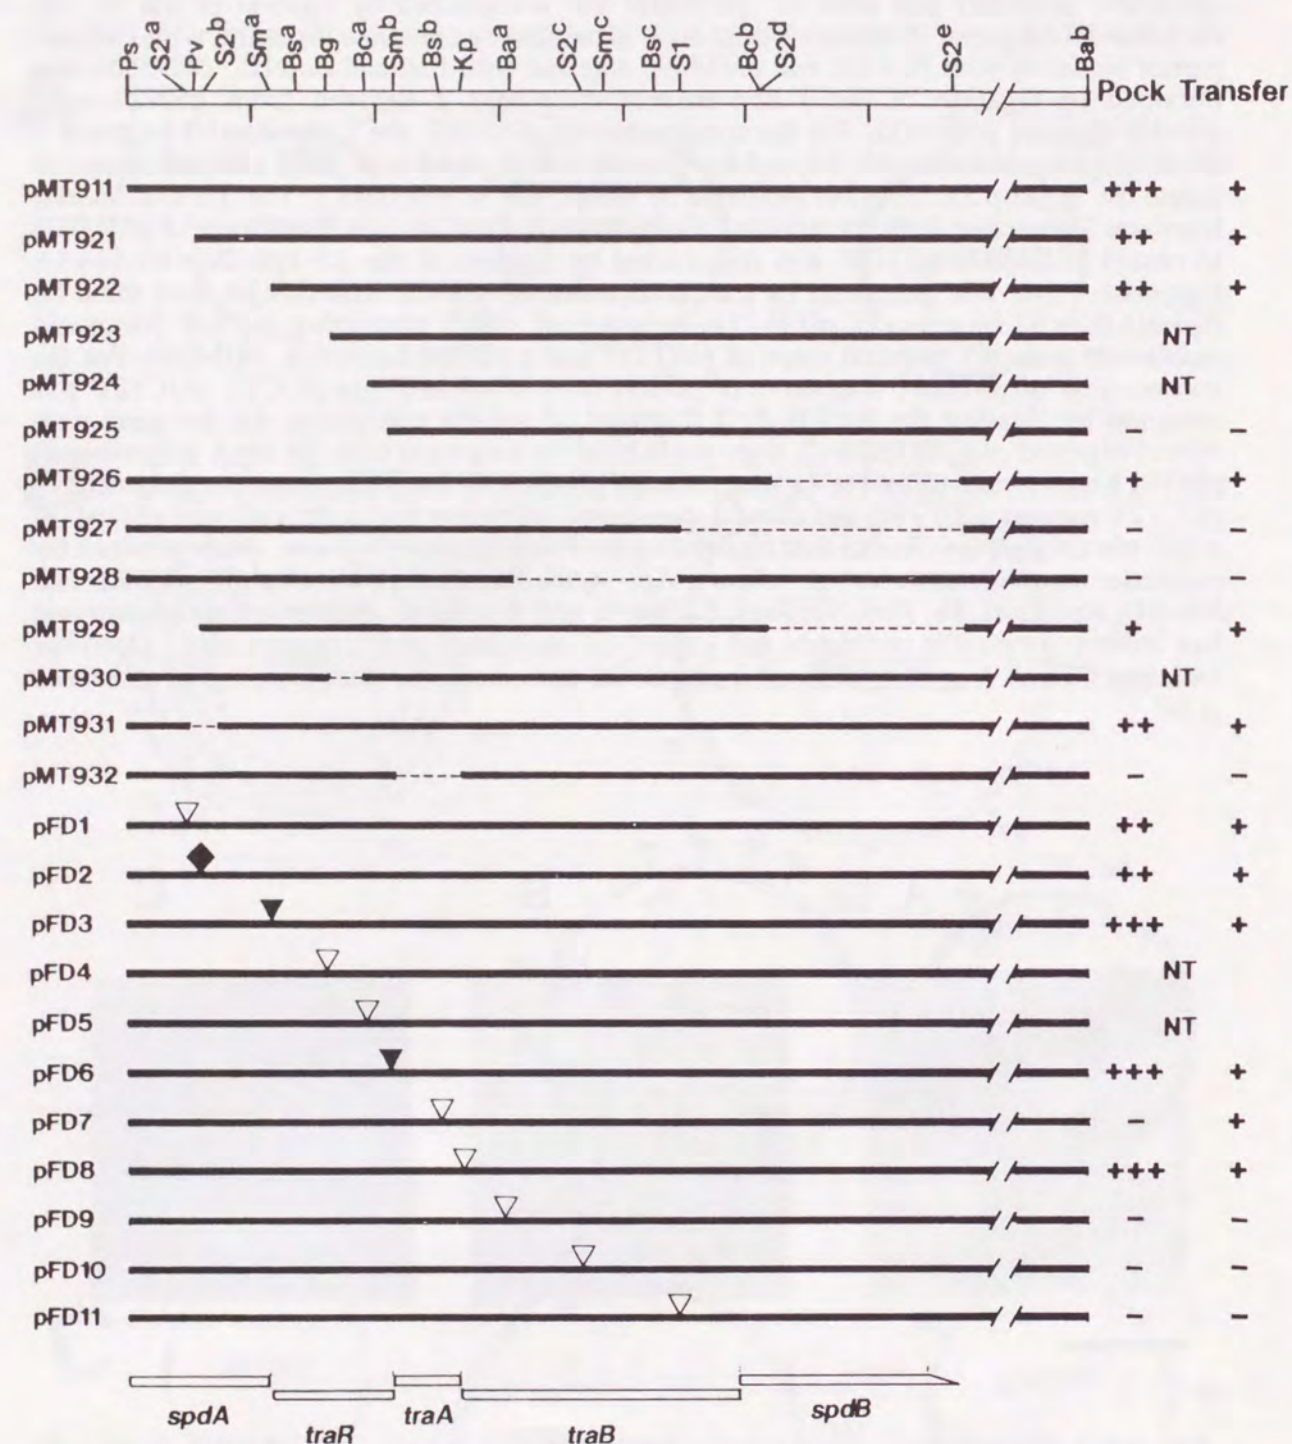 Ps S2ᵃ Pv S2ᵇ Smᵃ Bsᵃ Bg Bcᵃ Smᵇ Bsᵇ Kp Baᵃ S2ᶜ Smᶜ Bsᶜ S1 Bcᵇ S2ᵈ S2ᵉ Bab
Pock Transfer
pMT911 +++ +
pMT921 ++ +
pMT922 ++ +
pMT923 NT
pMT924 NT
pMT925 – –
pMT926 + +
pMT927 – –
pMT928 – –
pMT929 + +
pMT930 NT
pMT931 ++ +
pMT932 – –
pFD1 ++ +
pFD2 ++ +
pFD3 +++ +
pFD4 NT
pFD5 NT
pFD6 +++ +
pFD7 – +
pFD8 +++ +
pFD9 – –
pFD10 – –
pFD11 – –
spdA traR traA traB spdB